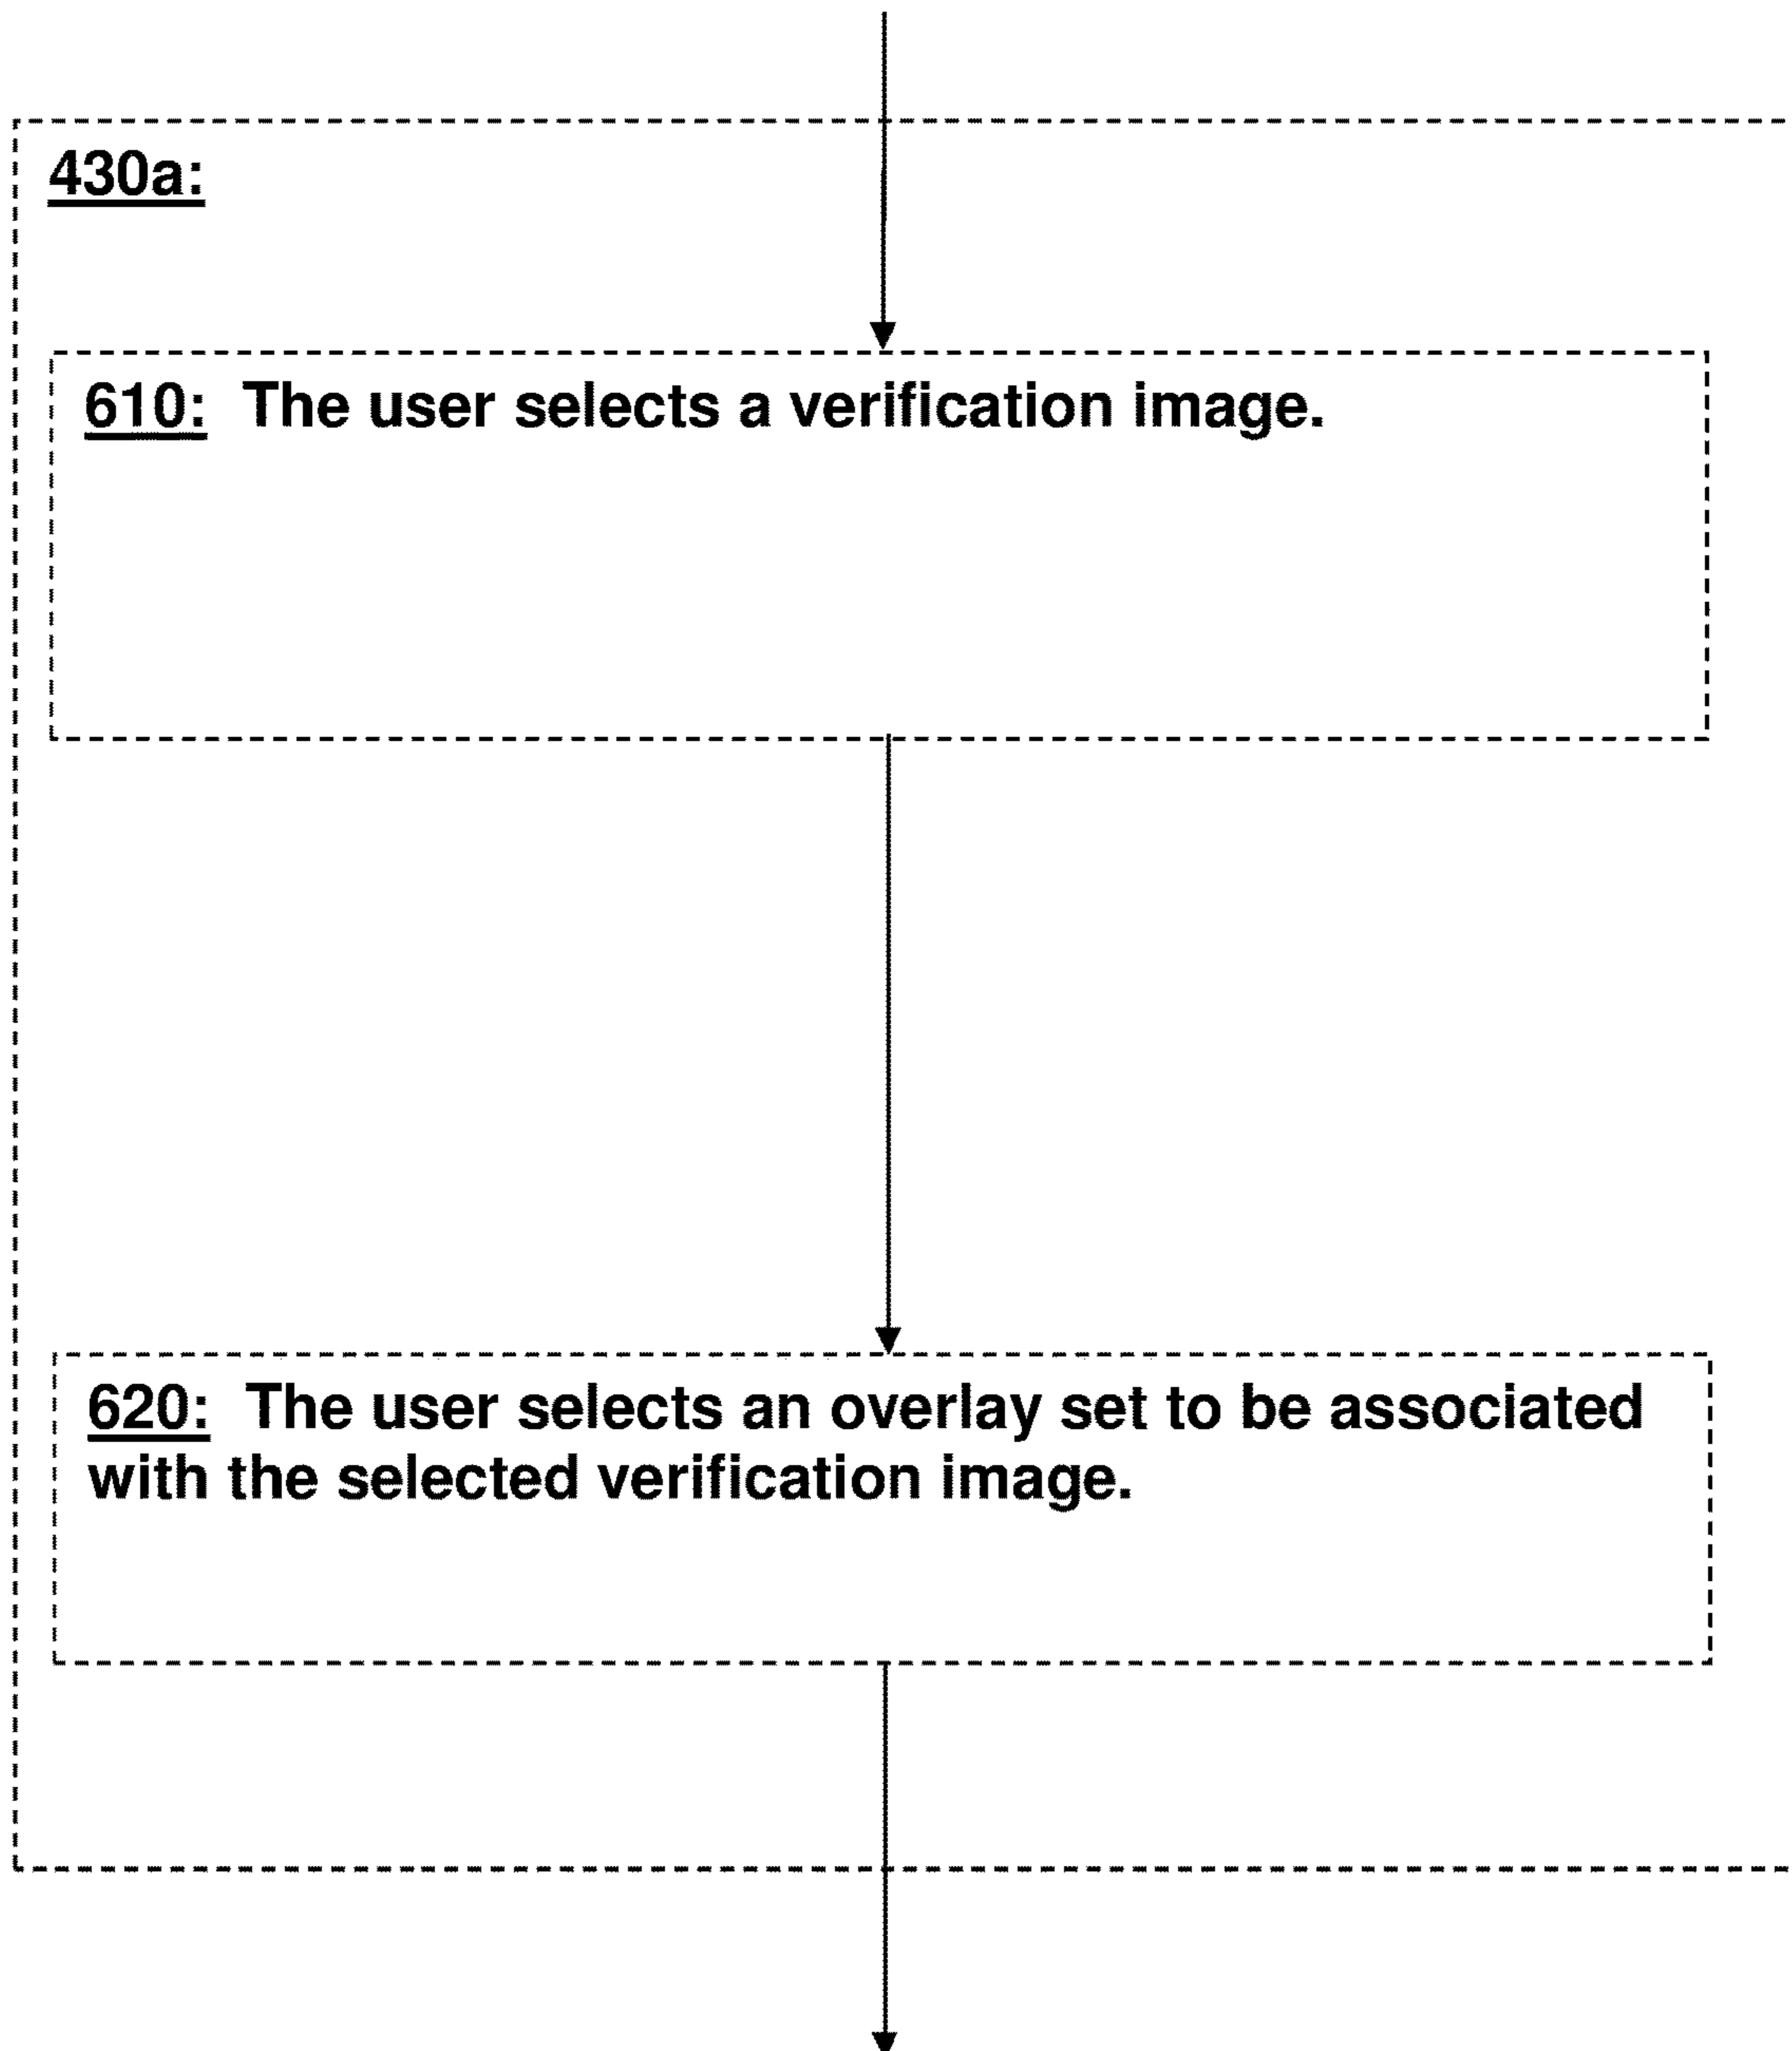 430a:
610: The user selects a verification image.
620: The user selects an overlay set to be associated
with the selected verification image.